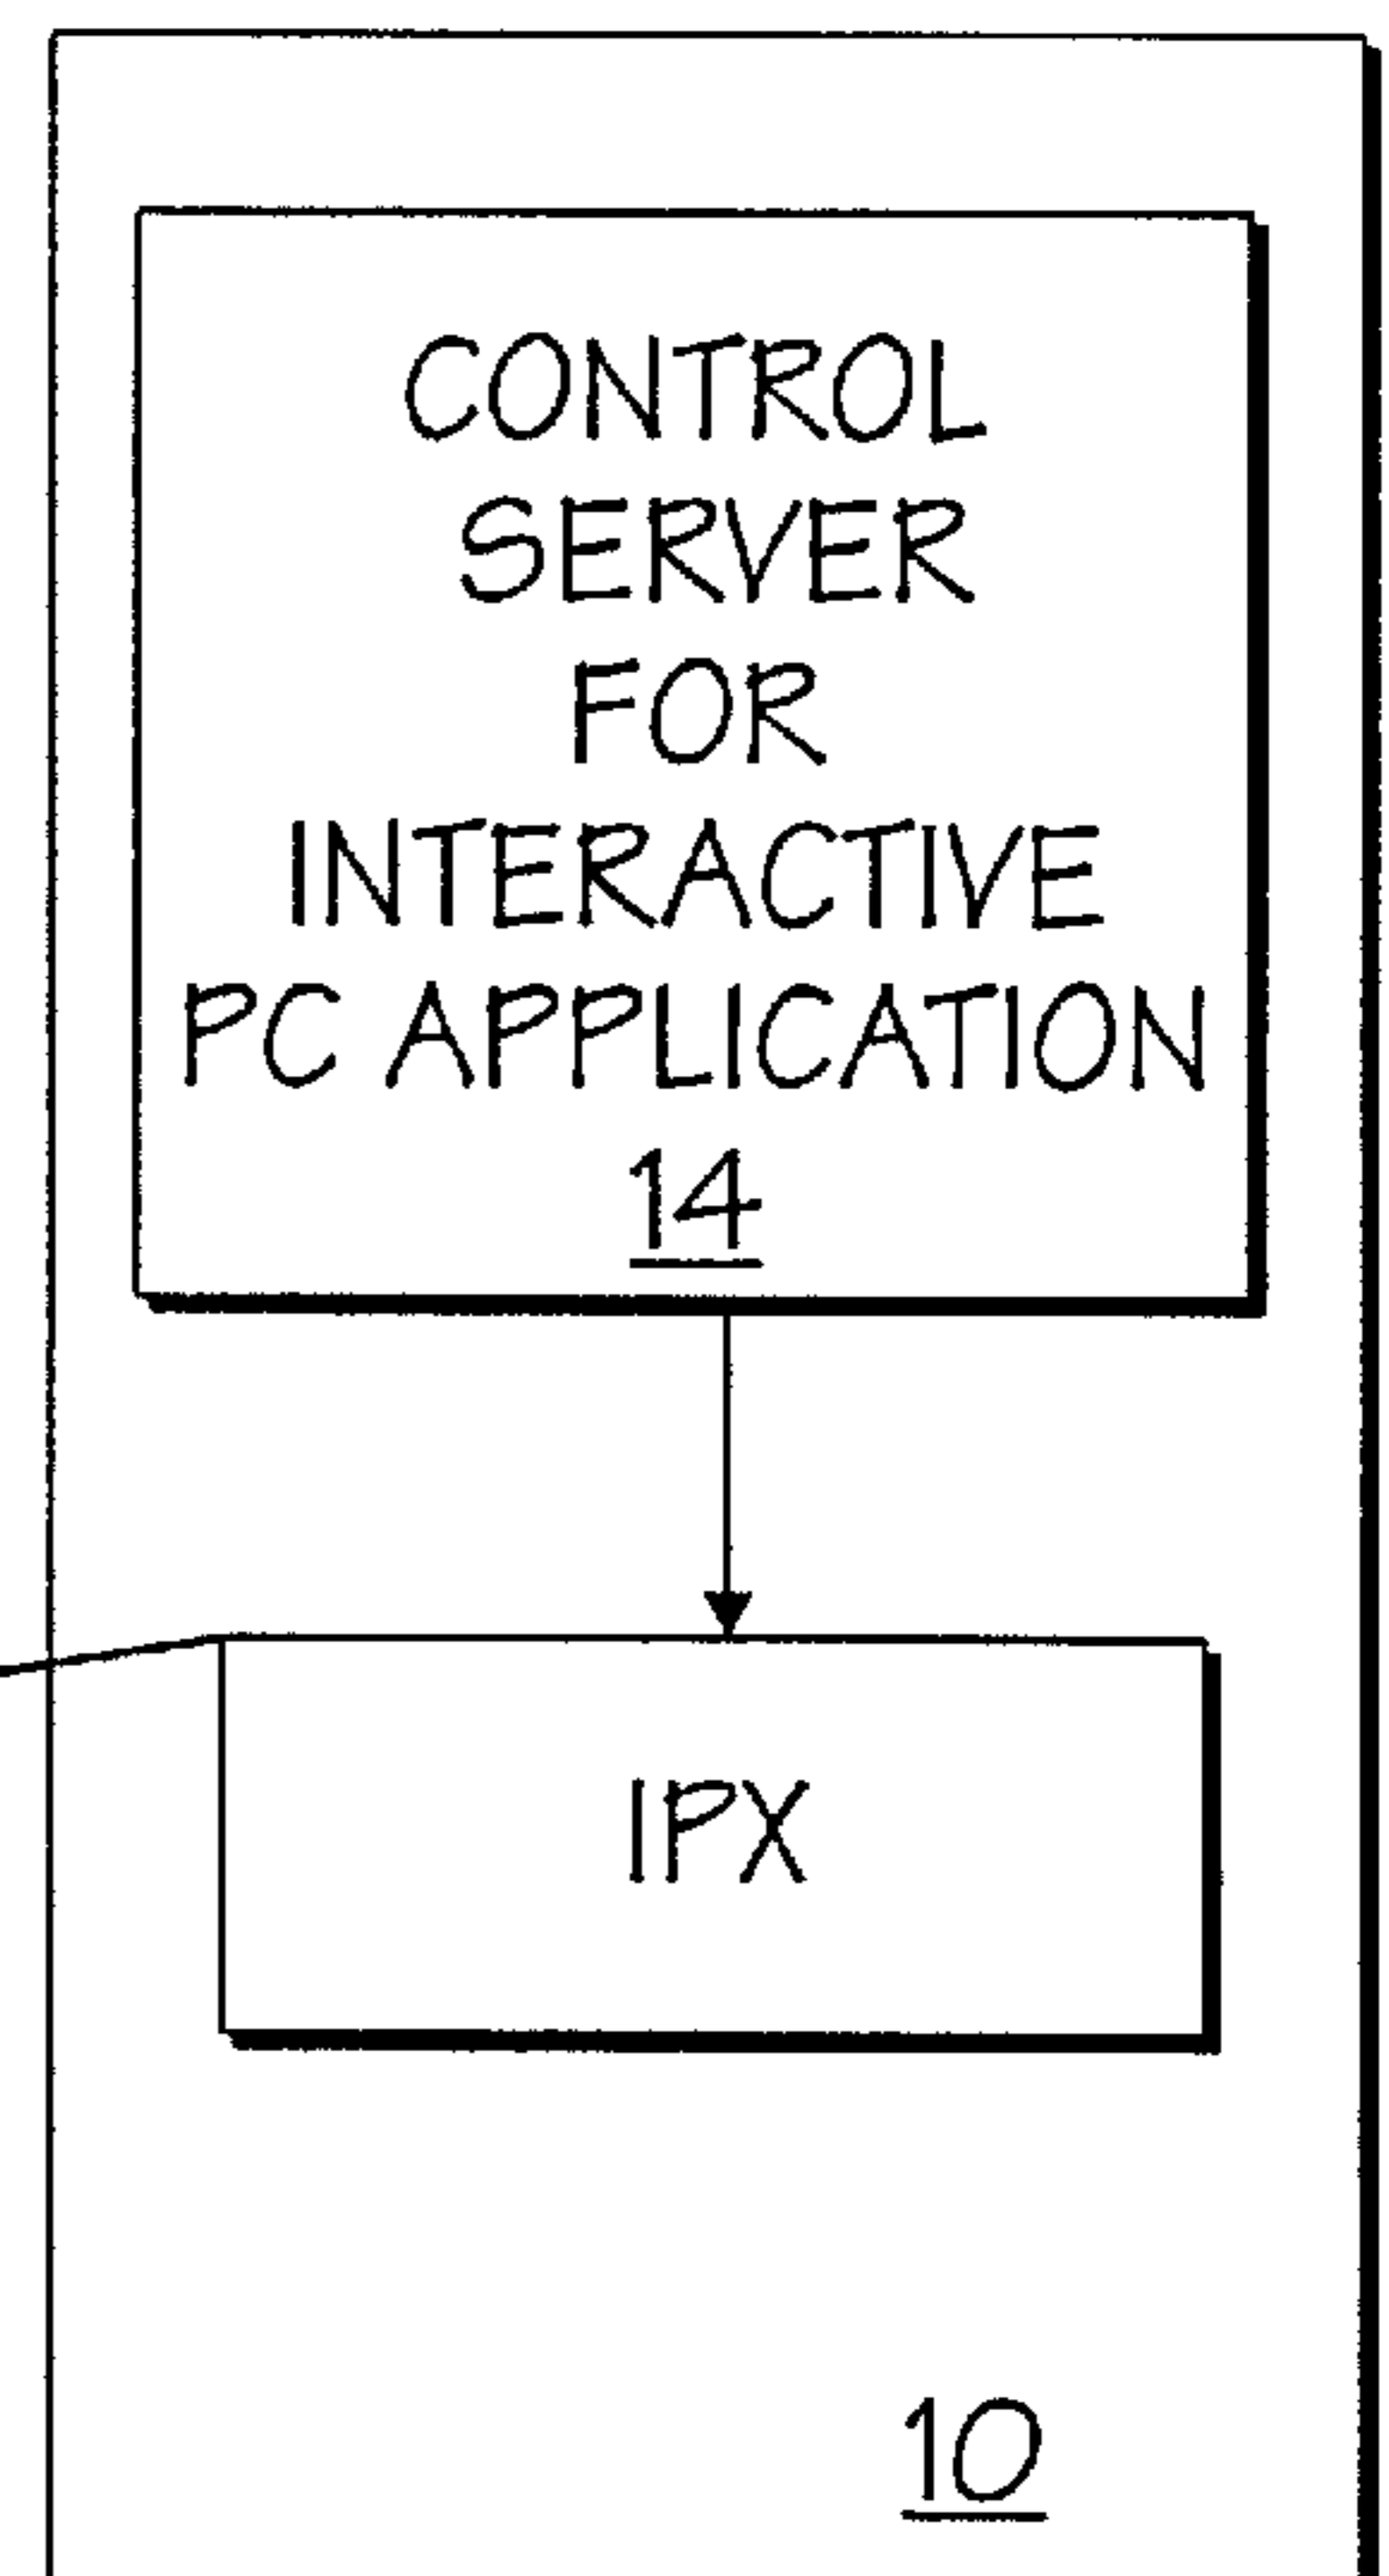 CONTROL
SERVER
FOR
INTERACTIVE
PC APPLICATION
14
IPX
10